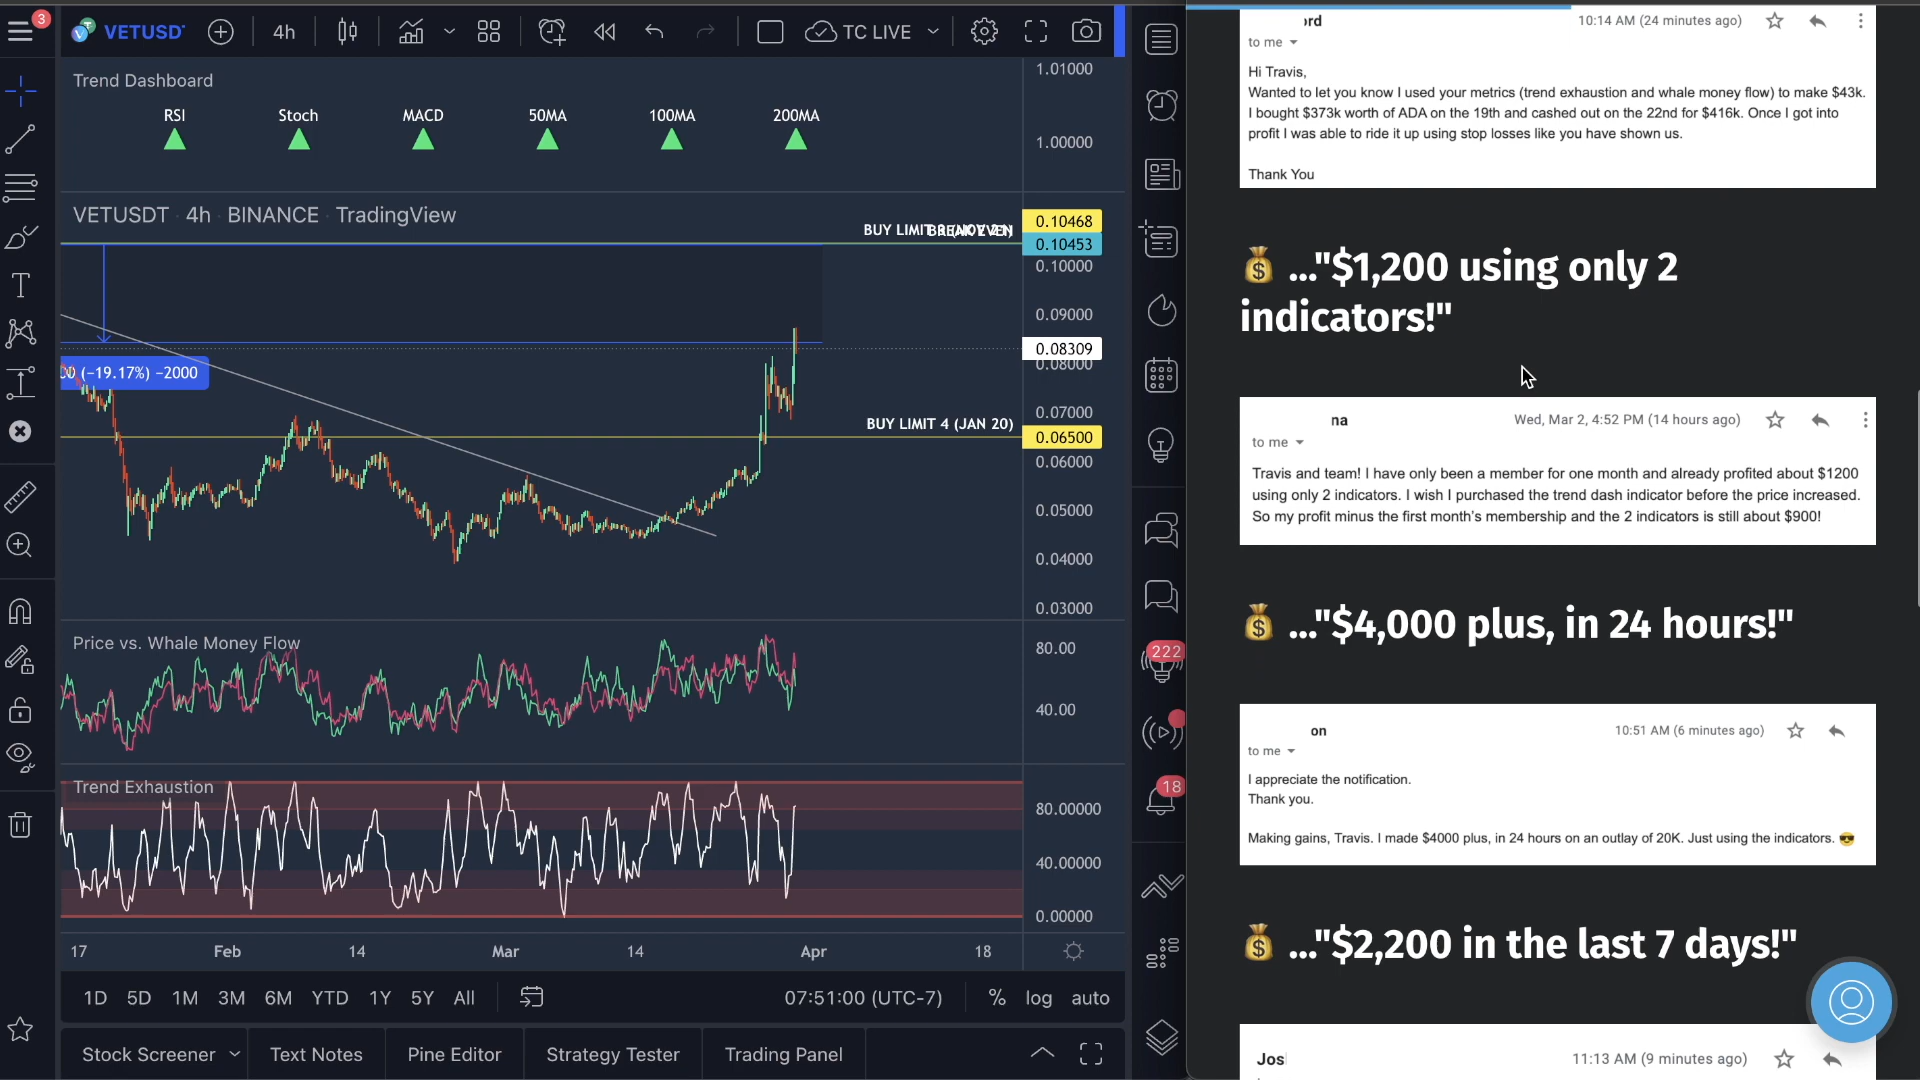 3
VETUSDT
4h
TC LIVE
Trend Dashboard
RSI
Stoch
MACD
50MA
100MA
200MA
1.01000
1.00000
VETUSDT · 4h · BINANCE · TradingView
BUY LIMIT
0.10468
0.10453
0.10000
0.09000
0.08309
0.08000
(−19.17%) −2000
0.07000
BUY LIMIT 4 (JAN 20)
0.06500
0.06000
0.05000
0.04000
0.03000
Price vs. Whale Money Flow
80.00
40.00
Trend Exhaustion
80.00000
40.00000
0.00000
17
Feb
14
Mar
14
Apr
18
1D
5D
1M
3M
6M
YTD
1Y
5Y
All
07:51:00 (UTC-7)
%
log
auto
Stock Screener
Text Notes
Pine Editor
Strategy Tester
Trading Panel
222
18
rd
10:14 AM (24 minutes ago)
to me
Hi Travis,
Wanted to let you know I used your metrics (trend exhaustion and whale money flow) to make $43k.
I bought $373k worth of ADA on the 19th and cashed out on the 22nd for $416k. Once I got into
profit I was able to ride it up using stop losses like you have shown us.
Thank You
💰 ..."$1,200 using only 2
indicators!"
na
Wed, Mar 2, 4:52 PM (14 hours ago)
to me
Travis and team! I have only been a member for one month and already profited about $1200
using only 2 indicators. I wish I purchased the trend dash indicator before the price increased.
So my profit minus the first month's membership and the 2 indicators is still about $900!
💰 ..."$4,000 plus, in 24 hours!"
on
10:51 AM (6 minutes ago)
to me
I appreciate the notification.
Thank you.
Making gains, Travis. I made $4000 plus, in 24 hours on an outlay of 20K. Just using the indicators. 😎
💰 ..."$2,200 in the last 7 days!"
Jos
11:13 AM (9 minutes ago)